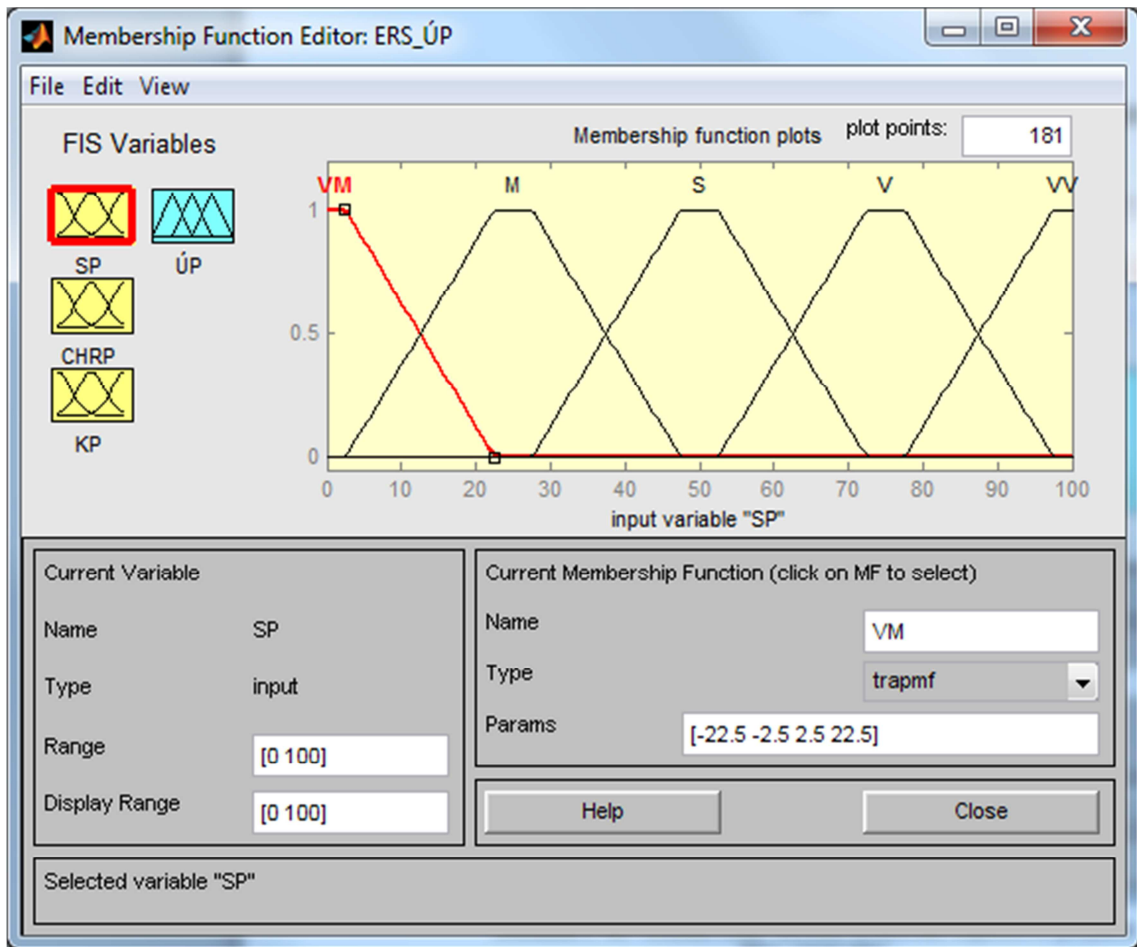 Membership Function Editor: ERS_ÚP
File Edit View
FIS Variables
Membership function plots
plot points:
181
VM
M
S
V
VV
SP
ÚP
CHRP
KP
1
0.5
0
0 10 20 30 40 50 60 70 80 90 100
input variable "SP"
Current Variable
Name SP
Type input
Range [0 100]
Display Range [0 100]
Current Membership Function (click on MF to select)
Name VM
Type trapmf
Params [-22.5 -2.5 2.5 22.5]
Help
Close
Selected variable "SP"